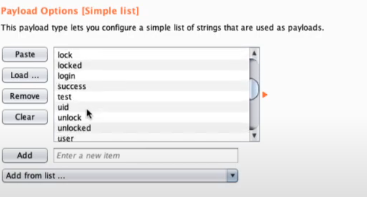 Payload Options [Simple list]
This payload type lets you configure a simple list of strings that are used as payloads.
Paste
Load ...
Remove
Clear
lock
locked
login
success
test
uid
unlock
unlocked
user
Add
Enter a new item
Add from list ...